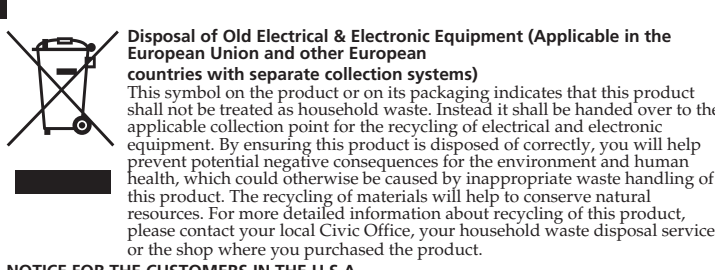 Disposal of Old Electrical & Electronic Equipment (Applicable in the
European Union and other European
countries with separate collection systems)
This symbol on the product or on its packaging indicates that this product
shall not be treated as household waste. Instead it shall be handed over to the
applicable collection point for the recycling of electrical and electronic
equipment. By ensuring this product is disposed of correctly, you will help
prevent potential negative consequences for the environment and human
health, which could otherwise be caused by inappropriate waste handling of
this product. The recycling of materials will help to conserve natural
resources. For more detailed information about recycling of this product,
please contact your local Civic Office, your household waste disposal service
or the shop where you purchased the product.
NOTICE FOR THE CUSTOMERS IN THE U.S.A